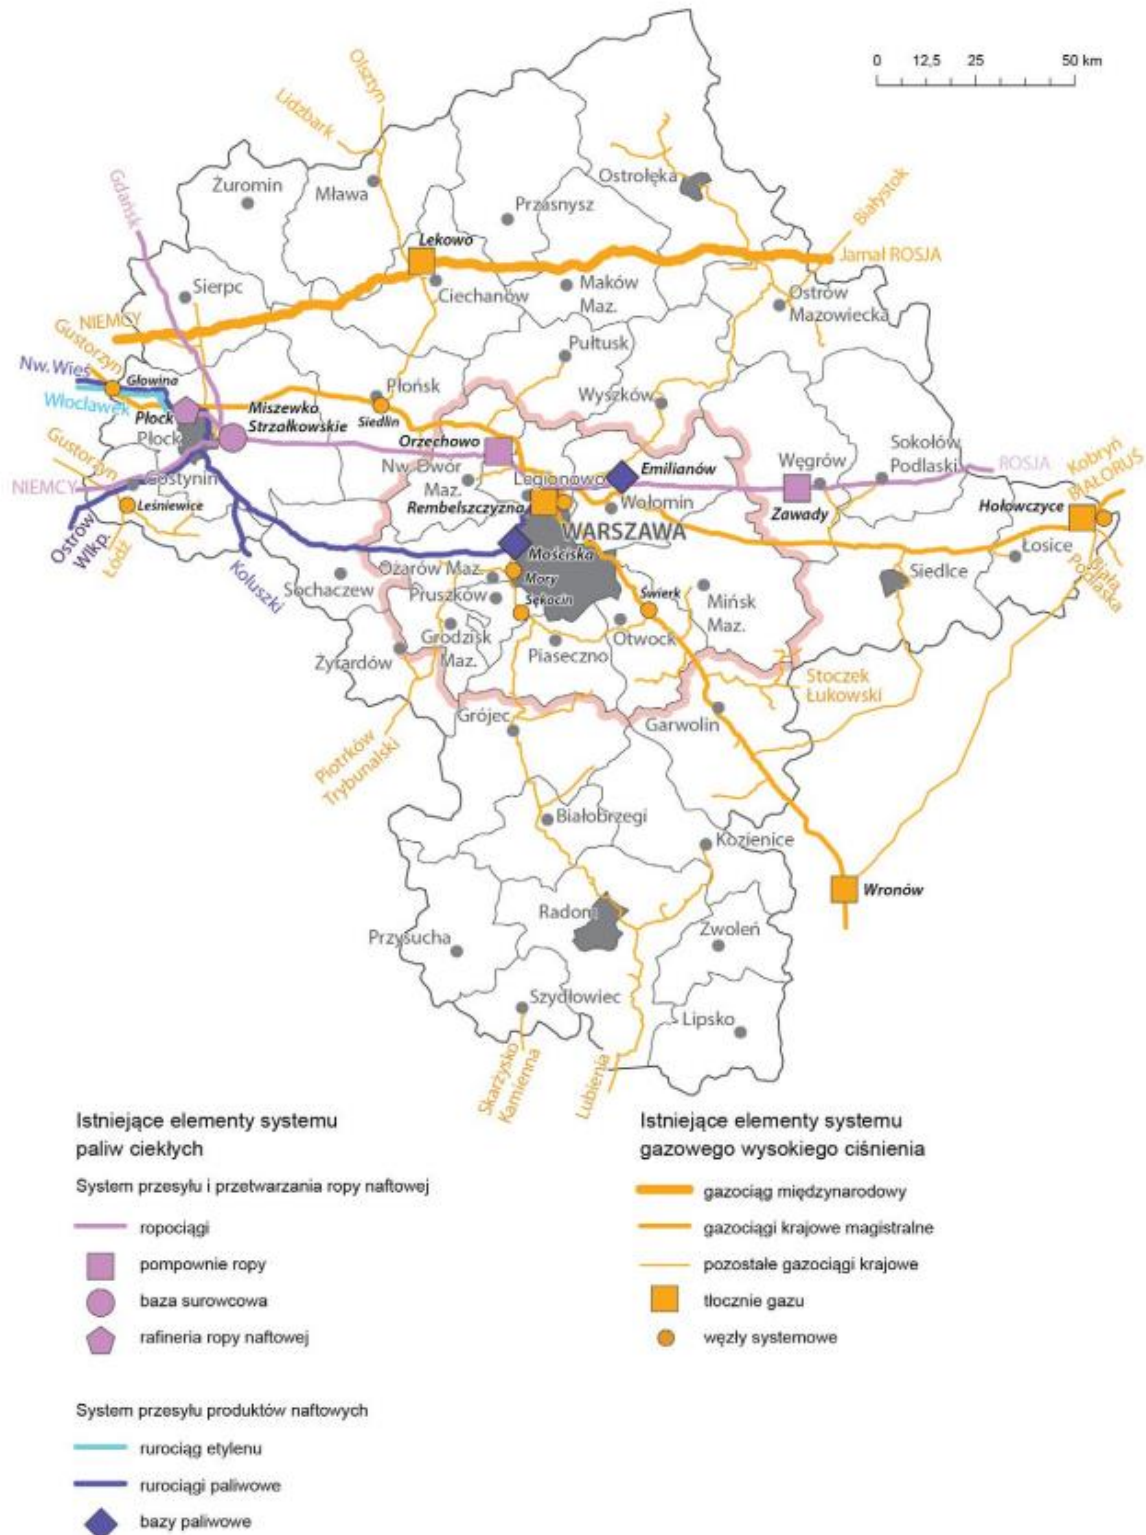 0 12,5 25 50 km
Olsztyn
Lidzbark
Gdańsk
Żuromin
Mława
Przasnysz
Ostrołęka
Białystok
Lekowo
Jamał ROSJA
Sierpc
Ciechanów
Maków
Maz.
Ostrów
Mazowiecka
NIEMCY
Gustorzyn
Nw. Wieś
Głowina
Włocławek
Płońsk
Pułtusk
Wyszków
Płock
Płock
Miszewko
Strzałkowskie
Siedlin
Orzechowo
Gustorzyn
NIEMCY
Gostynin
Leśniewice
Nw. Dwór
Maz.
Legionowo
Emilianów
Rembelszczyzna
Wołomin
Węgrów
Zawady
Sokołów
Podlaski
ROSJA
Kobryń
BIAŁORUŚ
Hołowczyce
Ostrów
Wlkp.
Łódź
Koluszki
WARSZAWA
Mościska
Łosice
Siedlce
Biała
Podlaska
Sochaczew
Ożarów Maz.
Mory
Pruszków
Sękocin
Świerk
Mińsk
Maz.
Grodzisk
Maz.
Otwock
Żyrardów
Piaseczno
Stoczek
Łukowski
Grójec
Garwolin
Piotrków
Trybunalski
Białobrzegi
Kozienice
Wronów
Radom
Zwoleń
Przysucha
Szydłowiec
Lipsko
Skarżysko
Kamienna
Lubienia
Istniejące elementy systemu
paliw ciekłych
System przesyłu i przetwarzania ropy naftowej
ropociągi
pompownie ropy
baza surowcowa
rafineria ropy naftowej
System przesyłu produktów naftowych
rurociąg etylenu
rurociągi paliwowe
bazy paliwowe
Istniejące elementy systemu
gazowego wysokiego ciśnienia
gazociąg międzynarodowy
gazociągi krajowe magistralne
pozostałe gazociągi krajowe
tłocznie gazu
węzły systemowe